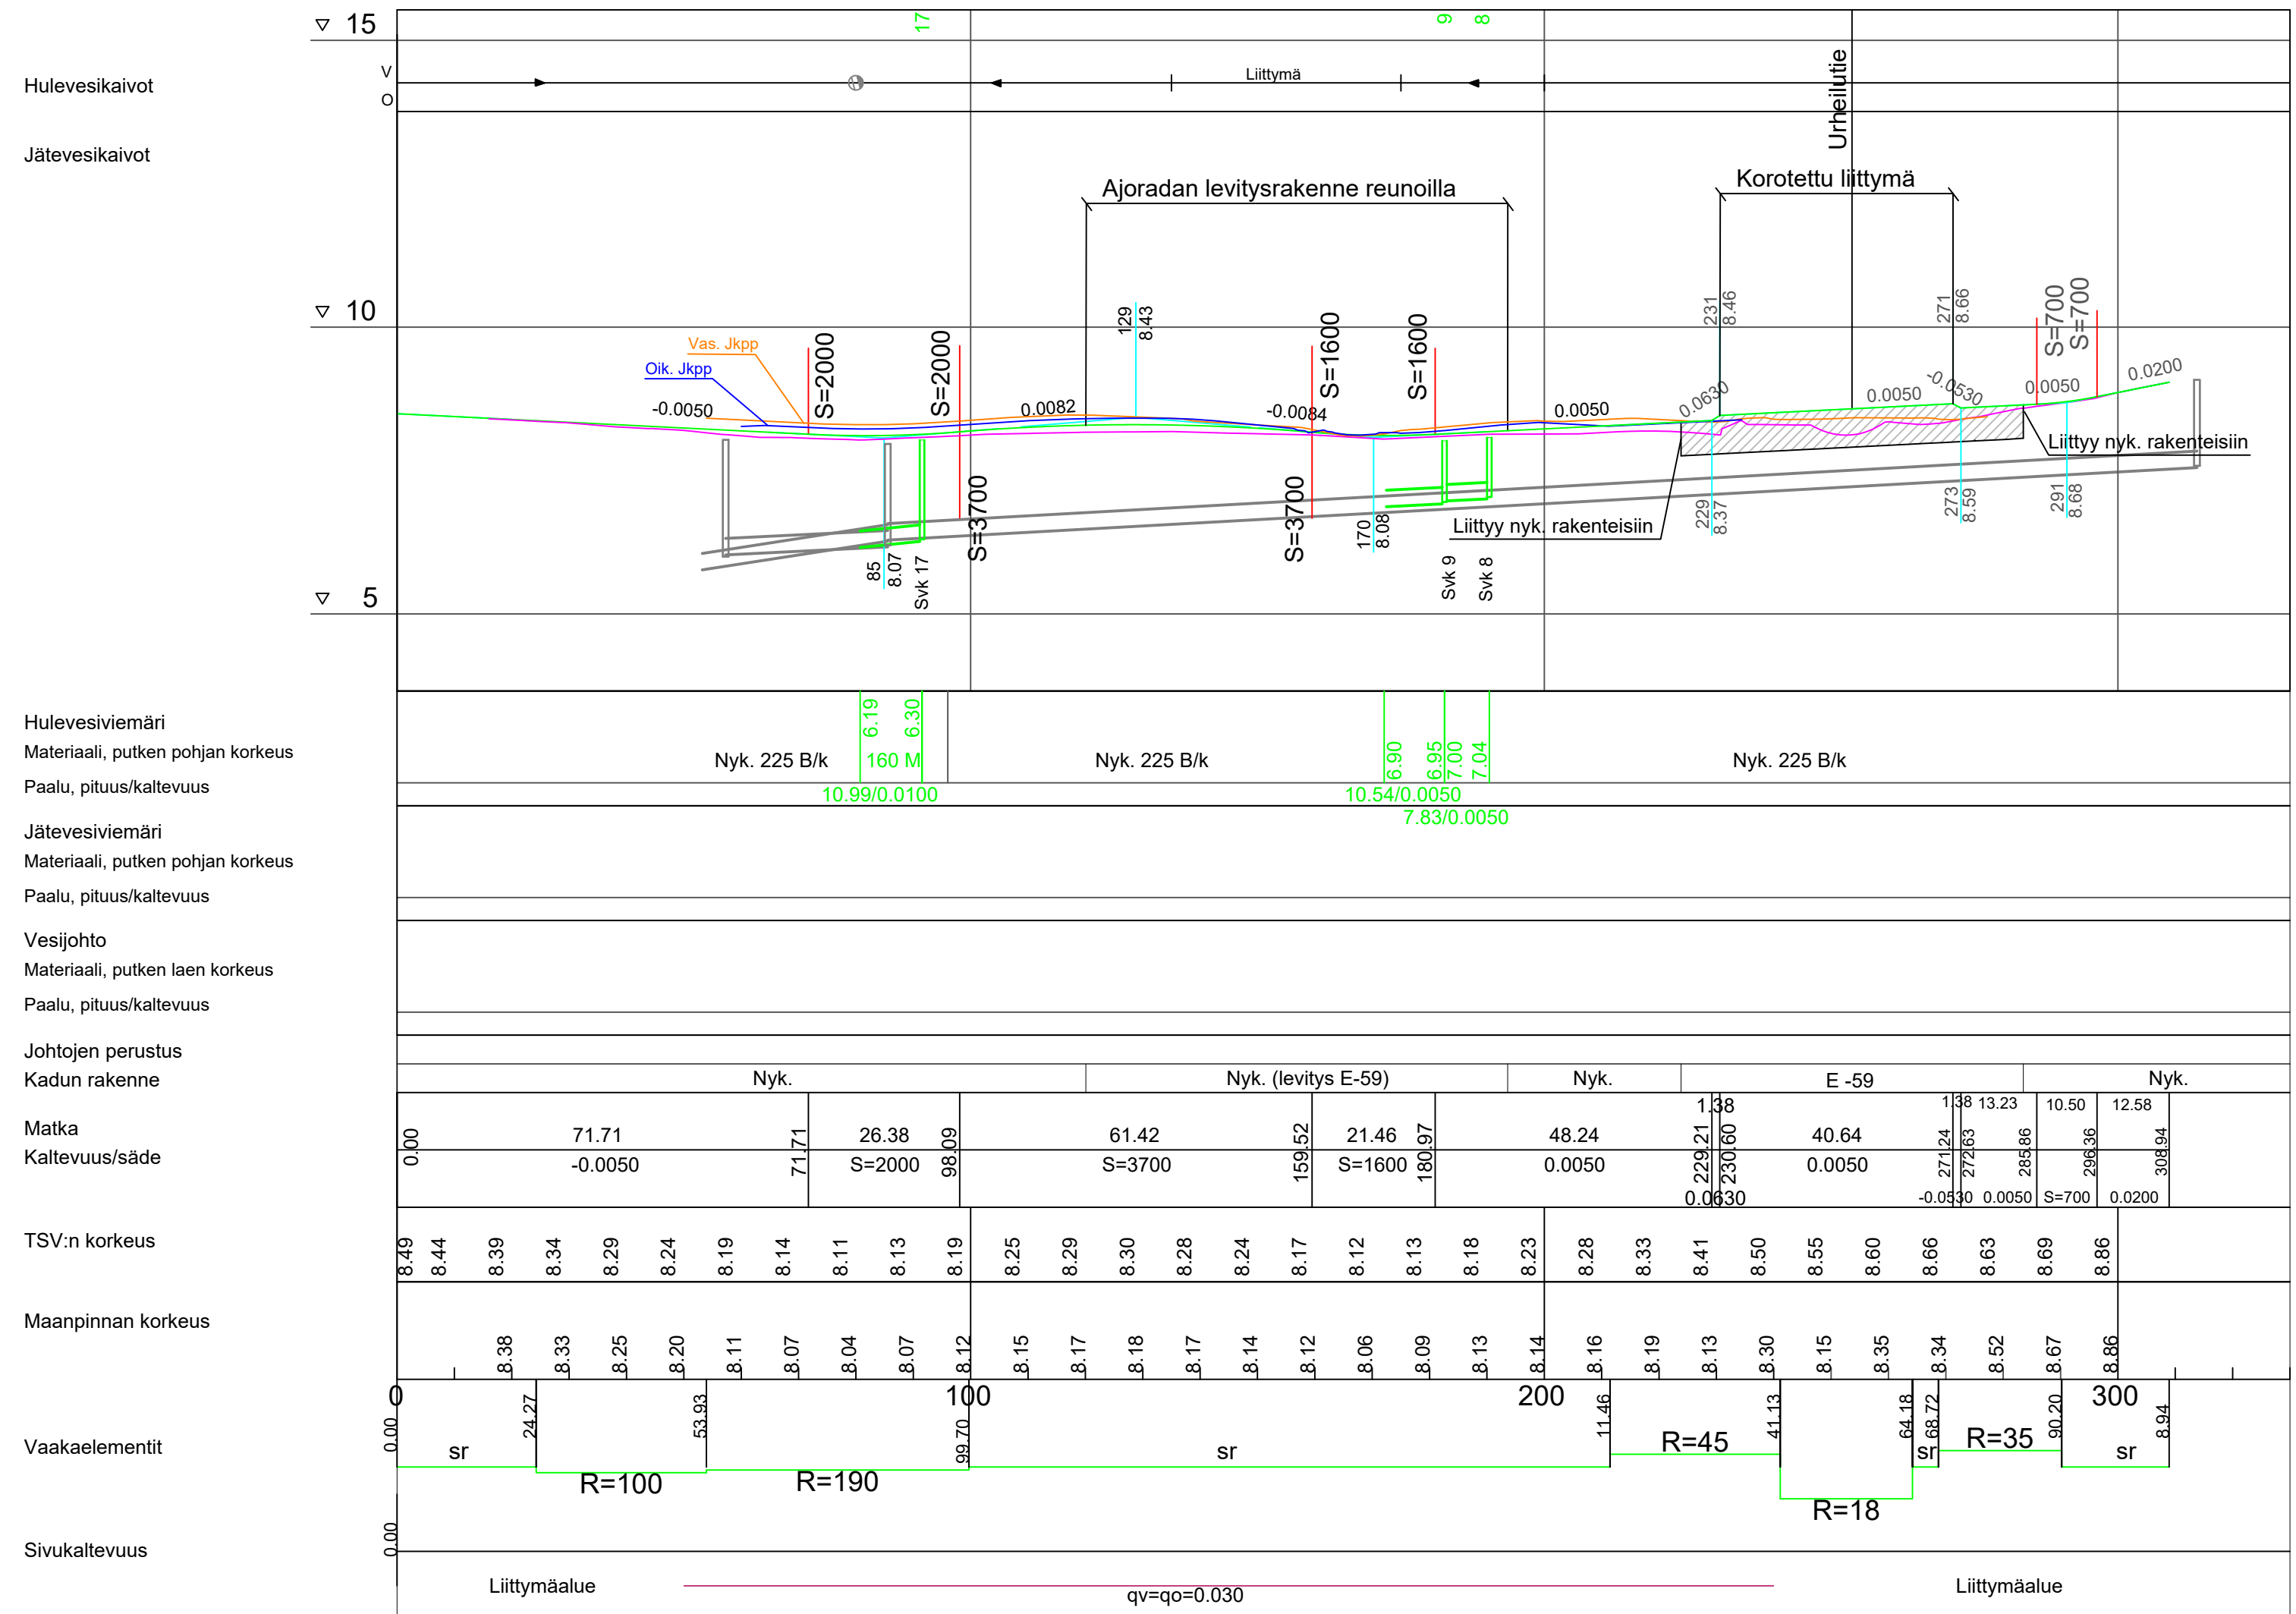 15
17
9
8
Hulevesikaivot
V
O
Liittymä
Urheilutie
Jätevesikaivot
Ajoradan levitysrakenne reunoilla
Korotettu liittymä
10
Vas. Jkpp
Oik. Jkpp
S=2000
S=2000
129
8.43
S=1600
S=1600
231
8.46
271
8.66
S=700
S=700
-0.0050
0.0082
-0.0084
0.0050
0.0630
0.0050
-0.0530
0.0050
0.0200
Liittyy nyk. rakenteisiin
Liittyy nyk. rakenteisiin
S=3700
S=3700
170
8.08
229
8.37
273
8.59
291
8.68
85
8.07
Svk 17
Svk 9
Svk 8
5
Hulevesiviemäri
Materiaali, putken pohjan korkeus
Paalu, pituus/kaltevuus
6.19
6.30
6.90
6.95
7.00
7.04
Nyk. 225 B/k
160 M
Nyk. 225 B/k
Nyk. 225 B/k
10.99/0.0100
10.54/0.0050
7.83/0.0050
Jätevesiviemäri
Materiaali, putken pohjan korkeus
Paalu, pituus/kaltevuus
Vesijohto
Materiaali, putken laen korkeus
Paalu, pituus/kaltevuus
Johtojen perustus
Kadun rakenne
Nyk.
Nyk. (levitys E-59)
Nyk.
E -59
Nyk.
Matka
Kaltevuus/säde
0.00
71.71
71.71
26.38
98.09
61.42
159.52
21.46
180.97
48.24
229.21
1.38
230.60
40.64
271.24
1.38
272.63
13.23
285.86
10.50
296.36
12.58
308.94
-0.0050
S=2000
S=3700
S=1600
0.0050
0.0630
0.0050
-0.0530
0.0050
S=700
0.0200
TSV:n korkeus
8.49
8.44
8.39
8.34
8.29
8.24
8.19
8.14
8.11
8.13
8.19
8.25
8.29
8.30
8.28
8.24
8.17
8.12
8.13
8.18
8.23
8.28
8.33
8.41
8.50
8.55
8.60
8.66
8.63
8.69
8.86
Maanpinnan korkeus
8.38
8.33
8.25
8.20
8.11
8.07
8.04
8.07
8.12
8.15
8.17
8.18
8.17
8.14
8.12
8.06
8.09
8.13
8.14
8.16
8.19
8.13
8.30
8.15
8.35
8.34
8.52
8.67
8.86
0
100
200
300
Vaakaelementit
0.00
24.27
53.93
99.70
11.46
41.13
64.18
68.72
90.20
8.94
sr
R=100
R=190
sr
R=45
R=18
sr
R=35
sr
Sivukaltevuus
0.00
Liittymäalue
qv=qo=0.030
Liittymäalue